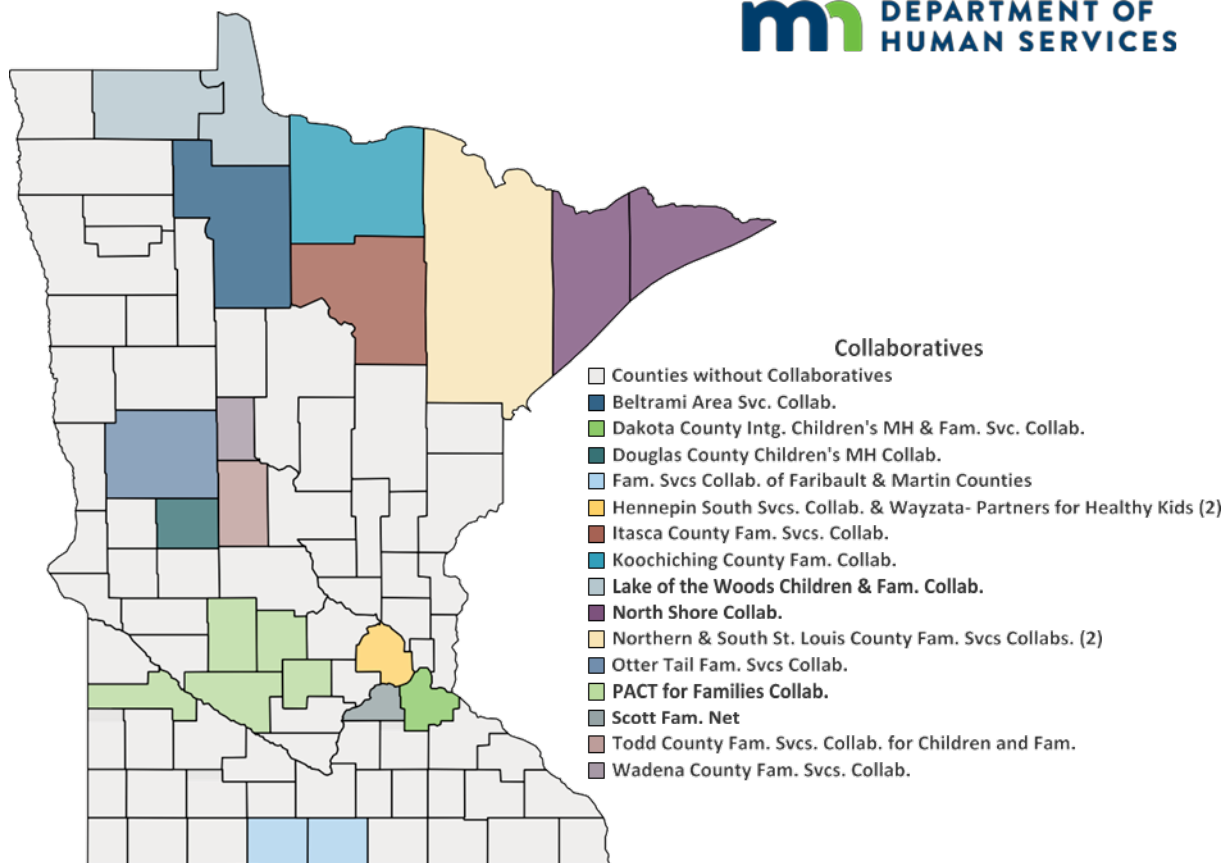 mn DEPARTMENT OF
HUMAN SERVICES
Collaboratives
Counties without Collaboratives
Beltrami Area Svc. Collab.
Dakota County Intg. Children's MH & Fam. Svc. Collab.
Douglas County Children's MH Collab.
Fam. Svcs Collab. of Faribault & Martin Counties
Hennepin South Svcs. Collab. & Wayzata- Partners for Healthy Kids (2)
Itasca County Fam. Svcs. Collab.
Koochiching County Fam. Collab.
Lake of the Woods Children & Fam. Collab.
North Shore Collab.
Northern & South St. Louis County Fam. Svcs Collabs. (2)
Otter Tail Fam. Svcs Collab.
PACT for Families Collab.
Scott Fam. Net
Todd County Fam. Svcs. Collab. for Children and Fam.
Wadena County Fam. Svcs. Collab.